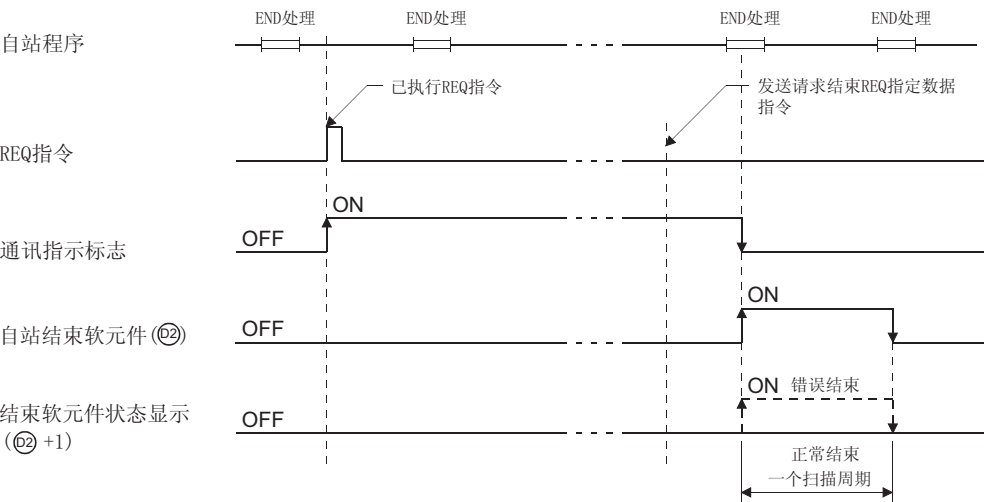 END处理 END处理 END处理 END处理
自站程序
已执行REQ指令
发送请求结束REQ指定数据
指令
REQ指令
ON
OFF
通讯指示标志
ON
OFF
自站结束软元件(D2)
ON 错误结束
OFF
结束软元件状态显示
(D2 +1)
正常结束
一个扫描周期